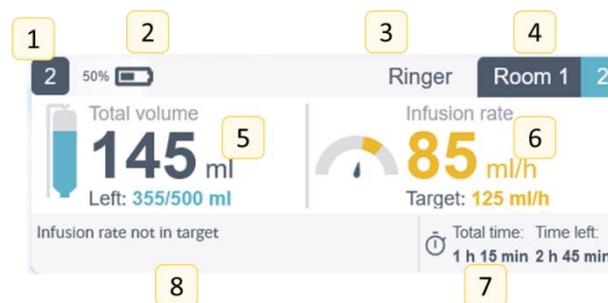 1
2
3
4
2
50%
Ringer
Room 1
2
Total volume
145 ml
5
Left: 355/500 ml
Infusion rate
85 ml/h
6
Target: 125 ml/h
Infusion rate not in target
Total time: Time left:
1 h 15 min 2 h 45 min
8
7